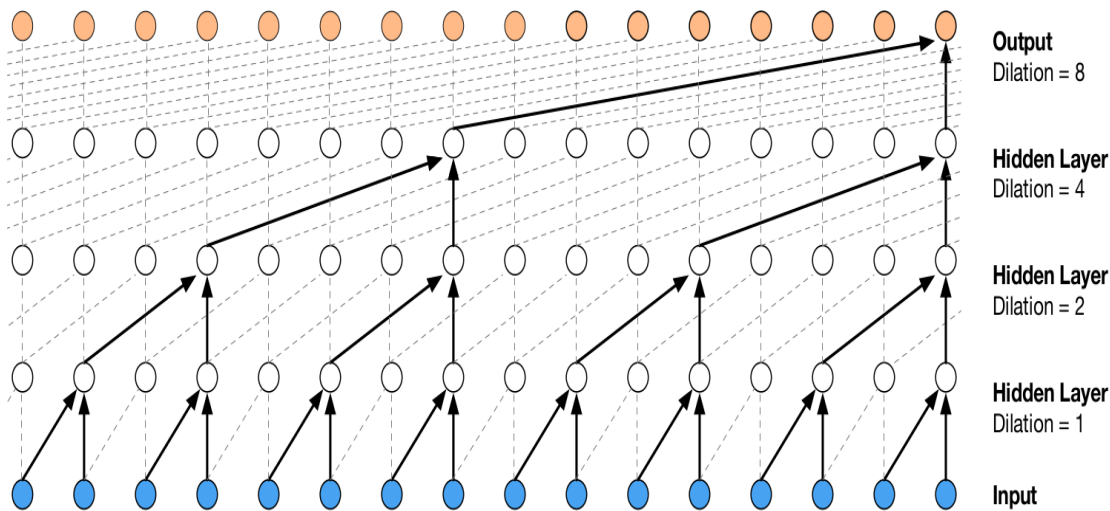 Output
Dilation = 8
Hidden Layer
Dilation = 4
Hidden Layer
Dilation = 2
Hidden Layer
Dilation = 1
Input